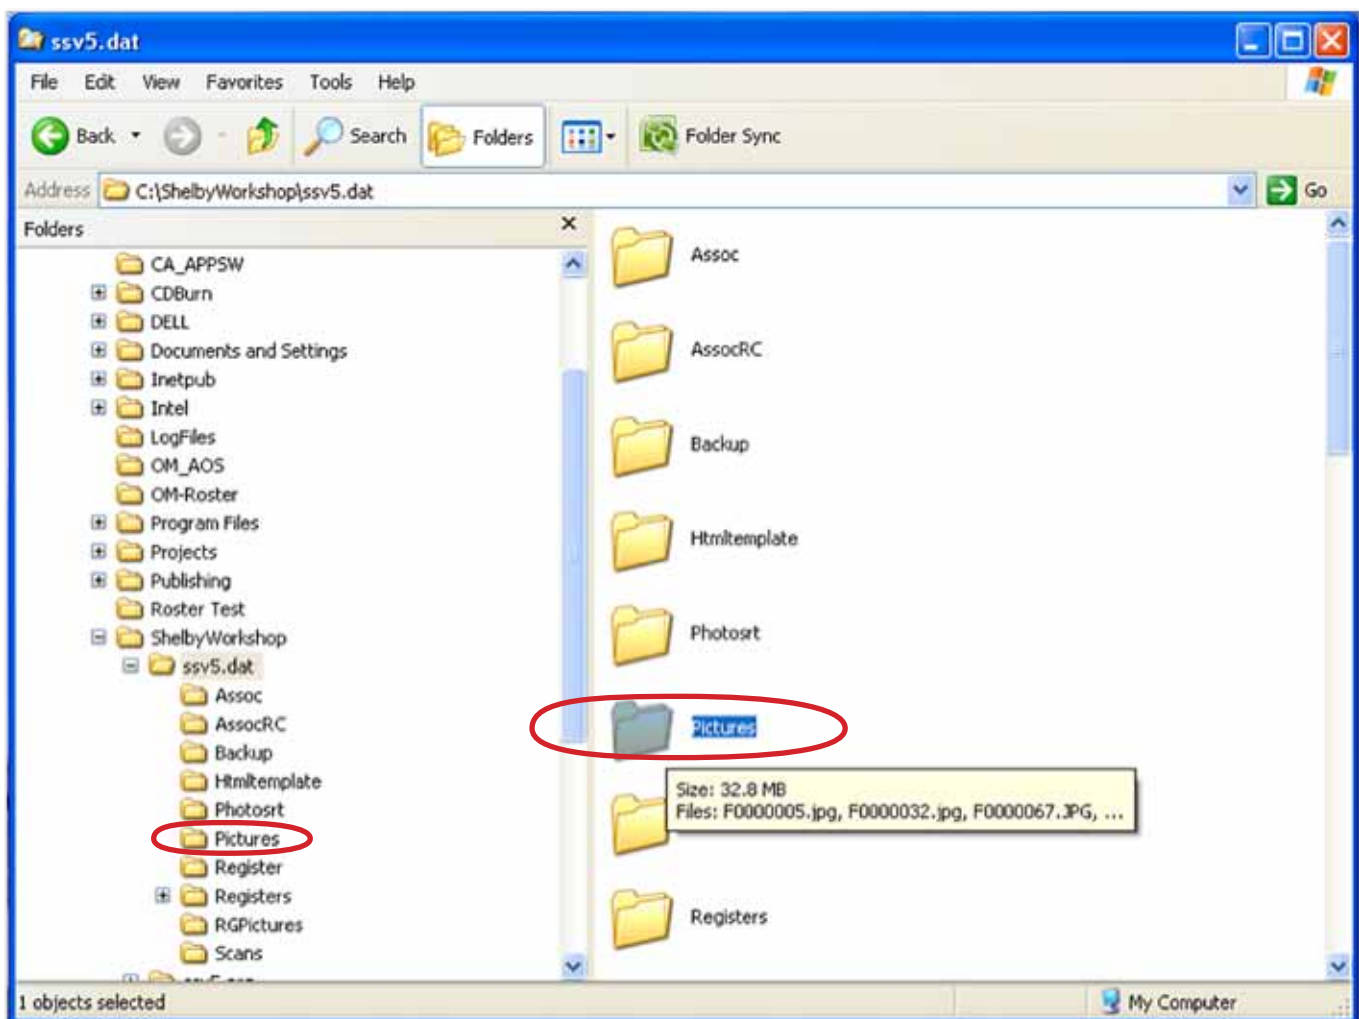 ssv5.dat
File Edit View Favorites Tools Help
Back Search Folders Folder Sync
Address C:\ShelbyWorkshop\ssv5.dat Go
Folders
CA_APPSW
CDBurn
DELL
Documents and Settings
Inetpub
Intel
LogFiles
OM_AOS
OM-Roster
Program Files
Projects
Publishing
Roster Test
ShelbyWorkshop
ssv5.dat
Assoc
AssocRC
Backup
Htmltemplate
Photosrt
Pictures
Register
Registers
RGPictures
Scans
Assoc
AssocRC
Backup
Htmltemplate
Photosrt
Pictures
Size: 32.8 MB
Files: F0000005.jpg, F0000032.jpg, F0000067.JPG, ...
Registers
1 objects selected
My Computer